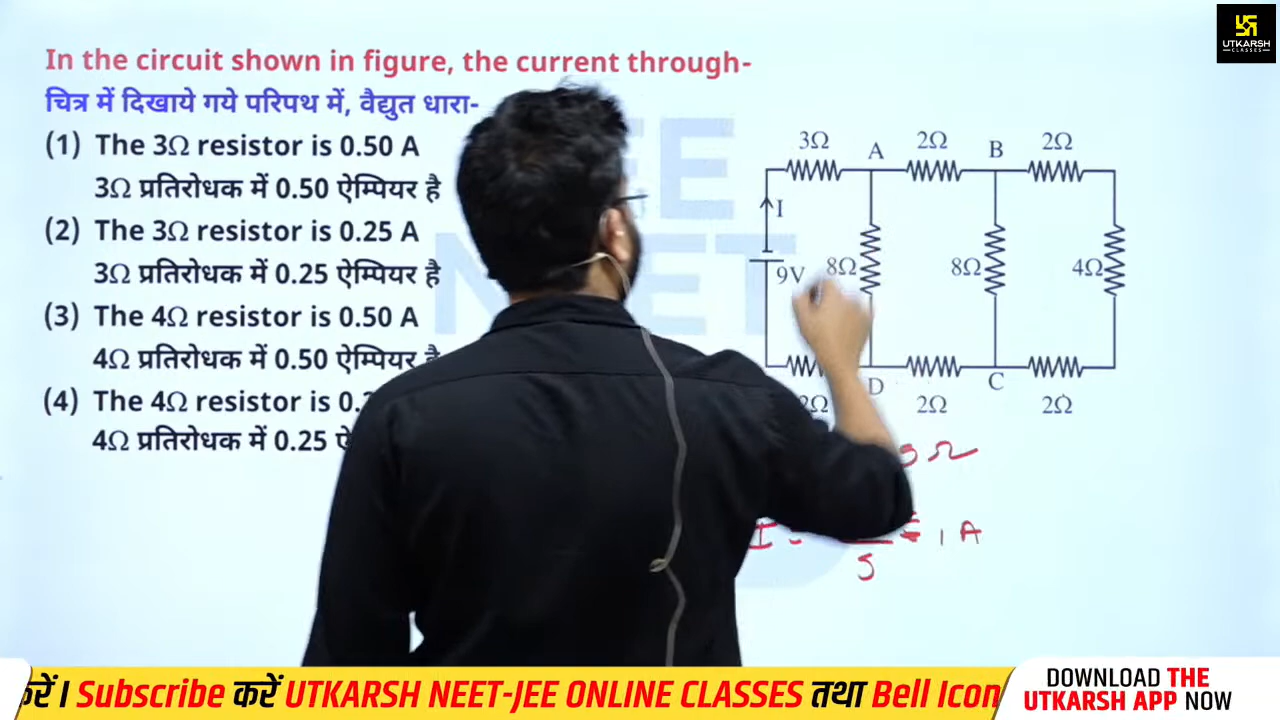 UTKARSH
CLASSES
In the circuit shown in figure, the current through-
चित्र में दिखाये गये परिपथ में, वैद्युत धारा-
(1) The 3Ω resistor is 0.50 A
3Ω प्रतिरोधक में 0.50 ऐम्पियर है
(2) The 3Ω resistor is 0.25 A
3Ω प्रतिरोधक में 0.25 ऐम्पियर है
(3) The 4Ω resistor is 0.50 A
4Ω प्रतिरोधक में 0.50 ऐम्पियर है
(4) The 4Ω resistor is
4Ω प्रतिरोधक में
3Ω A 2Ω B 2Ω
I
9V 8Ω 8Ω 4Ω
D C
2Ω 2Ω 2Ω
Ω
I = 1 A
NEET
करें I Subscribe करें UTKARSH NEET-JEE ONLINE CLASSES तथा Bell Icon
DOWNLOAD THE
UTKARSH APP NOW